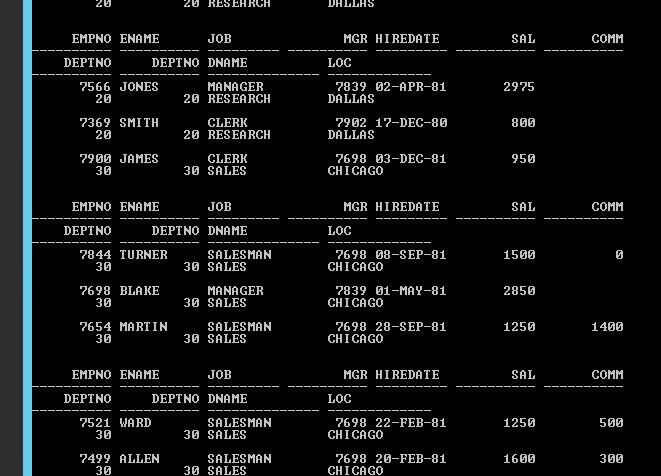 20 20 RESEARCH DALLAS
EMPNO ENAME JOB MGR HIREDATE SAL COMM
DEPTNO DEPTNO DNAME LOC
7566 JONES MANAGER 7839 02-APR-81 2975
20 20 RESEARCH DALLAS
7369 SMITH CLERK 7902 17-DEC-80 800
20 20 RESEARCH DALLAS
7900 JAMES CLERK 7698 03-DEC-81 950
30 30 SALES CHICAGO
EMPNO ENAME JOB MGR HIREDATE SAL COMM
DEPTNO DEPTNO DNAME LOC
7844 TURNER SALESMAN 7698 08-SEP-81 1500 0
30 30 SALES CHICAGO
7698 BLAKE MANAGER 7839 01-MAY-81 2850
30 30 SALES CHICAGO
7654 MARTIN SALESMAN 7698 28-SEP-81 1250 1400
30 30 SALES CHICAGO
EMPNO ENAME JOB MGR HIREDATE SAL COMM
DEPTNO DEPTNO DNAME LOC
7521 WARD SALESMAN 7698 22-FEB-81 1250 500
30 30 SALES CHICAGO
7499 ALLEN SALESMAN 7698 20-FEB-81 1600 300
30 30 SALES CHICAGO